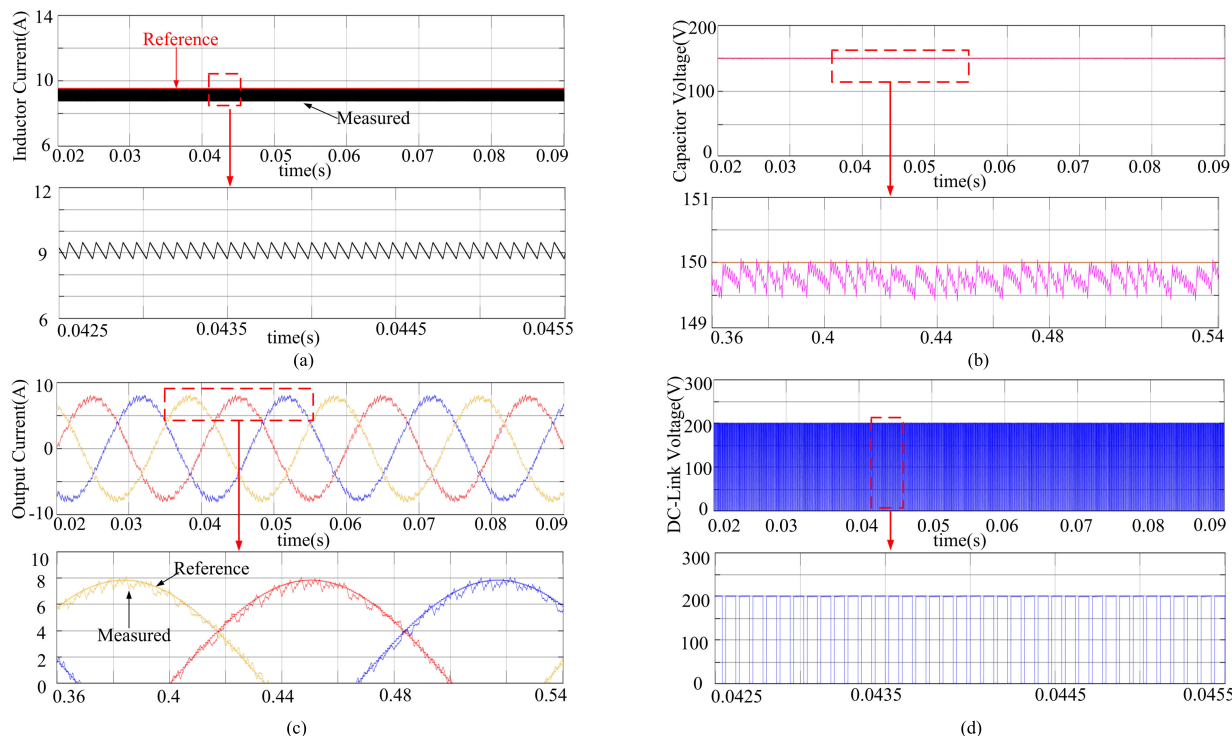 Inductor Current(A)
14
10
6
Reference
Measured
0.02 0.03 0.04 0.05 0.06 0.07 0.08 0.09
time(s)
12
9
6
0.0425 0.0435 0.0445 0.0455
time(s)
(a)
Capacitor Voltage(V)
200
100
0
0.02 0.03 0.04 0.05 0.06 0.07 0.08 0.09
time(s)
151
150
149
0.36 0.4 0.44 0.48 0.54
(b)
Output Current(A)
10
0
-10
0.02 0.03 0.04 0.05 0.06 0.07 0.08 0.09
time(s)
10
8
6
4
2
0
Reference
Measured
0.36 0.4 0.44 0.48 0.54
(c)
DC-Link Voltage(V)
300
200
100
0
0.02 0.03 0.04 0.05 0.06 0.07 0.08 0.09
time(s)
300
200
100
0
0.0425 0.0435 0.0445 0.0455
(d)